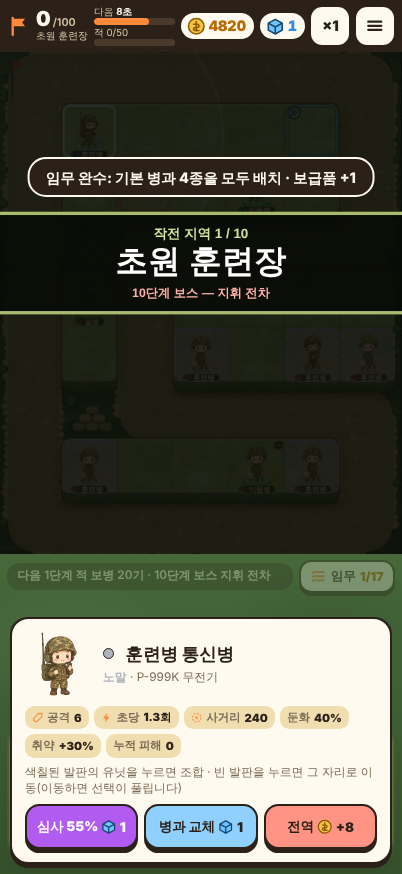 0 /100
초원 훈련장
다음 8초
적 0/50
4820
1
×1
임무 완수: 기본 병과 4종을 모두 배치 · 보급품 +1
작전 지역 1 / 10
초원 훈련장
10단계 보스 — 지휘 전차
다음 1단계 적 보병 20기 · 10단계 보스 지휘 전차
임무 1/17
훈련병 통신병
노말 · P-999K 무전기
공격 6
초당 1.3회
사거리 240
둔화 40%
취약 +30%
누적 피해 0
색칠된 발판의 유닛을 누르면 조합 · 빈 발판을 누르면 그 자리로 이
동(이동하면 선택이 풀립니다)
심사 55% 1
병과 교체 1
전역 +8